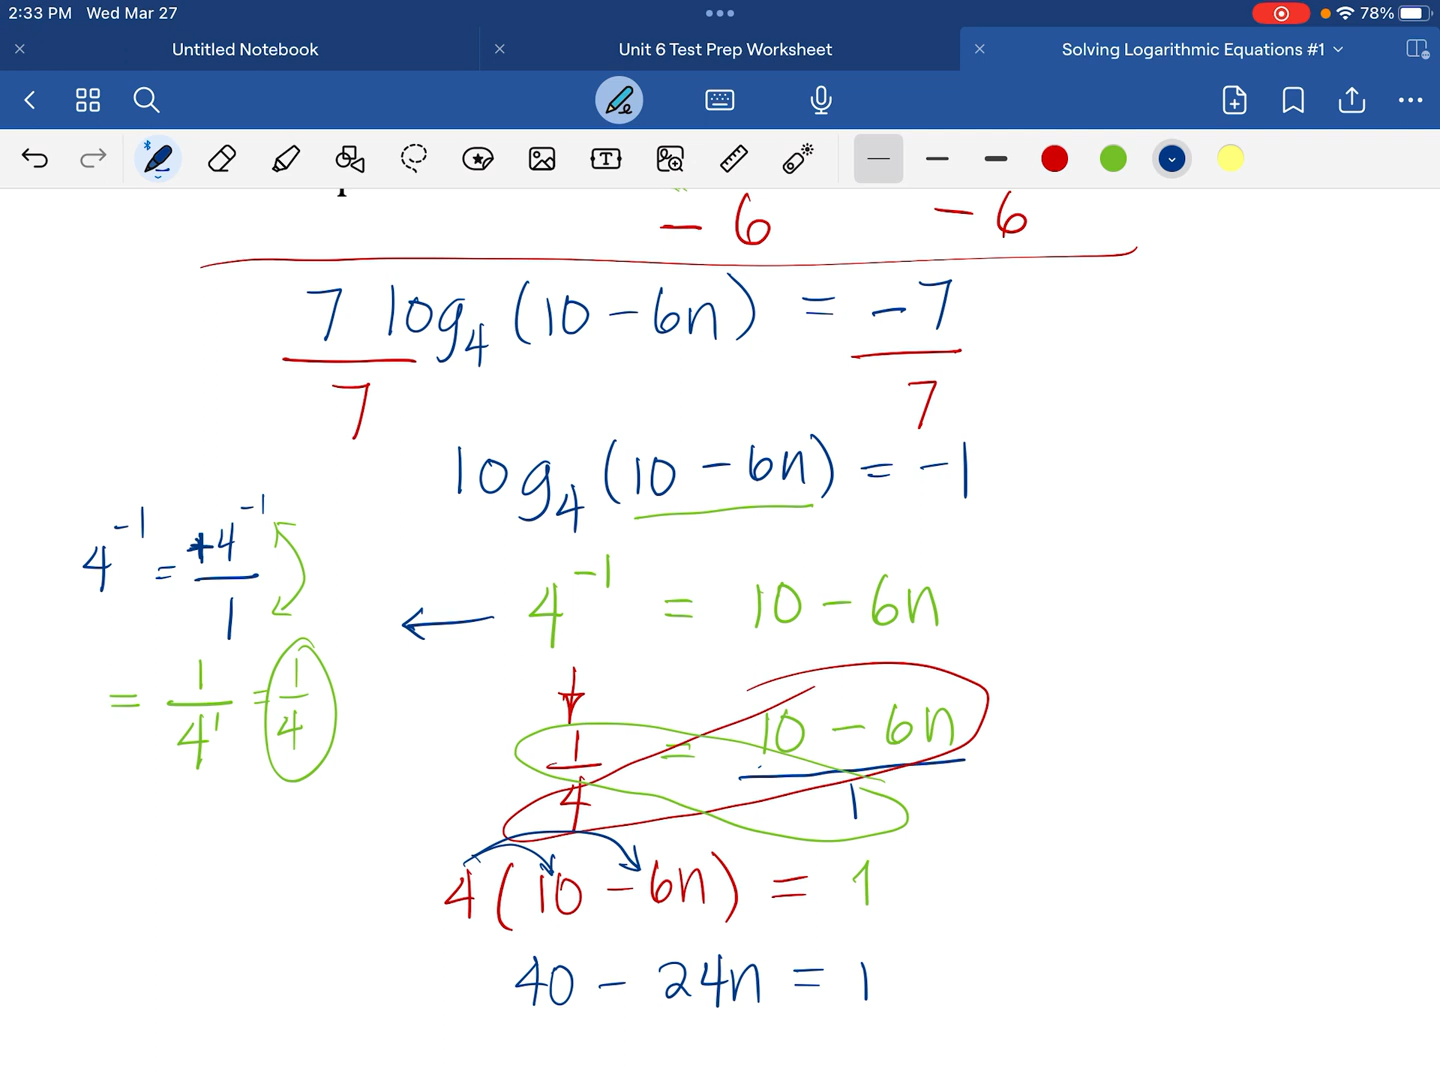 2:33 PM Wed Mar 27
78%
Untitled Notebook
Unit 6 Test Prep Worksheet
Solving Logarithmic Equations #1
- 6 - 6
7 log₄ (10 - 6n) = -7
7 7
log₄ (10 - 6n) = -1
4⁻¹ = 4⁻¹
1
4⁻¹ = 10 - 6n
= 1/4¹ = 1/4
1/4 = (10 - 6n)/1
4(10 - 6n) = 1
40 - 24n = 1